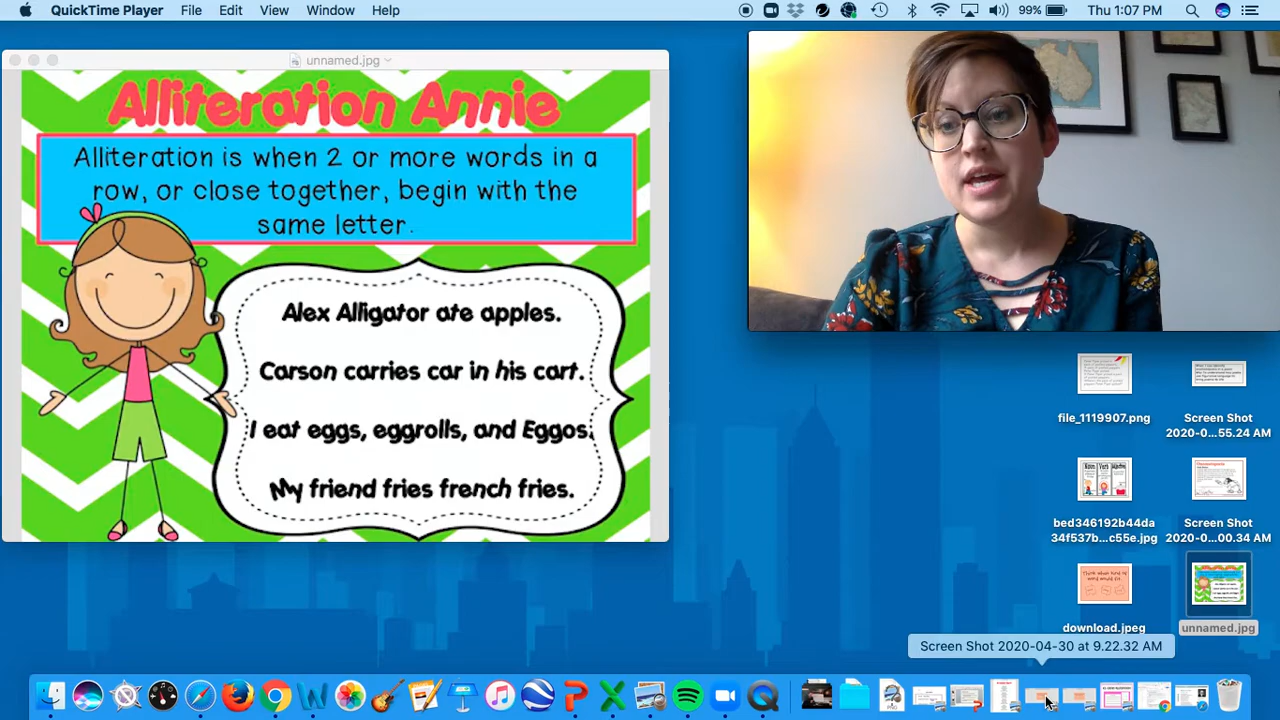 QuickTime Player File Edit View Window Help
99% Thu 1:07 PM
unnamed.jpg
Alliteration Annie
Alliteration is when 2 or more words in a
row, or close together, begin with the
same letter.
Alex Alligator ate apples.
Carson carries car in his cart.
I eat eggs, eggrolls, and Eggos.
My friend fries french fries.
file_1119907.png
Screen Shot
2020-0...55.24 AM
bed346192b44da
34f537b...c55e.jpg
Screen Shot
2020-0...00.34 AM
download.jpeg
unnamed.jpg
Screen Shot 2020-04-30 at 9.22.32 AM